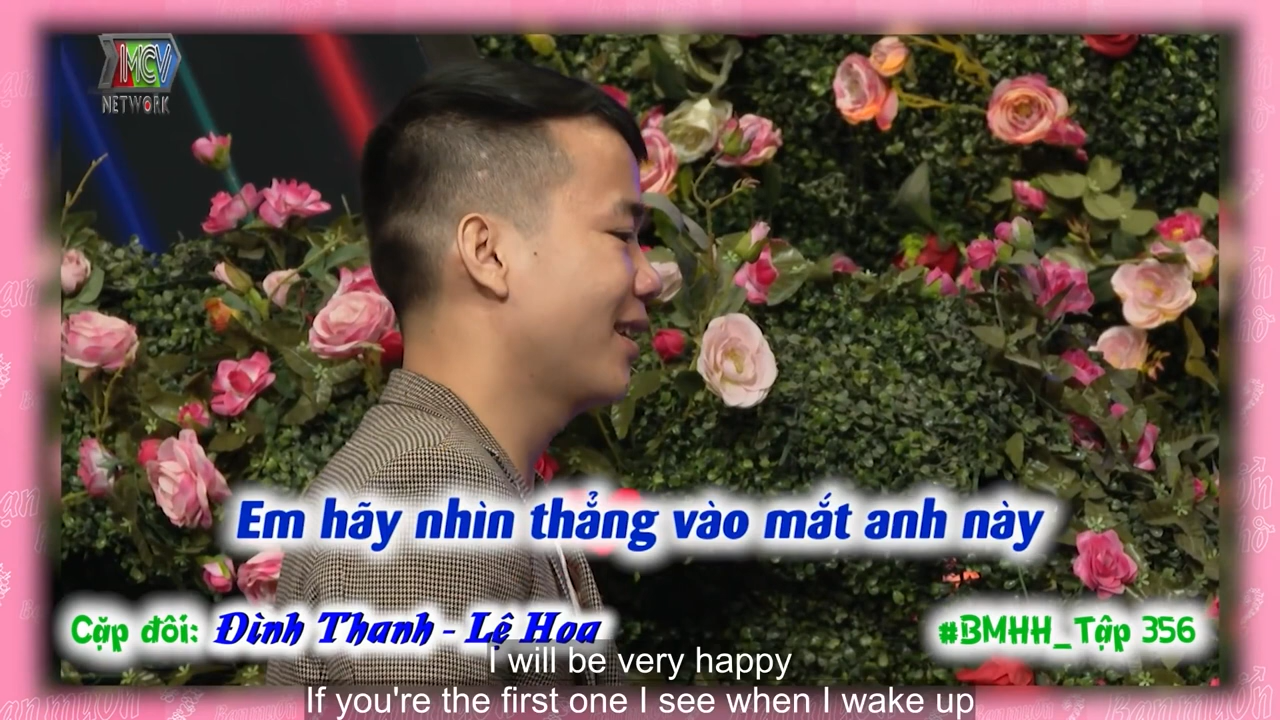 MCV
NETWORK
Em hãy nhìn thẳng vào mắt anh này
Cặp đôi: Đình Thanh - Lệ Hoa
#BMHH_Tập 356
I will be very happy
If you're the first one I see when I wake up